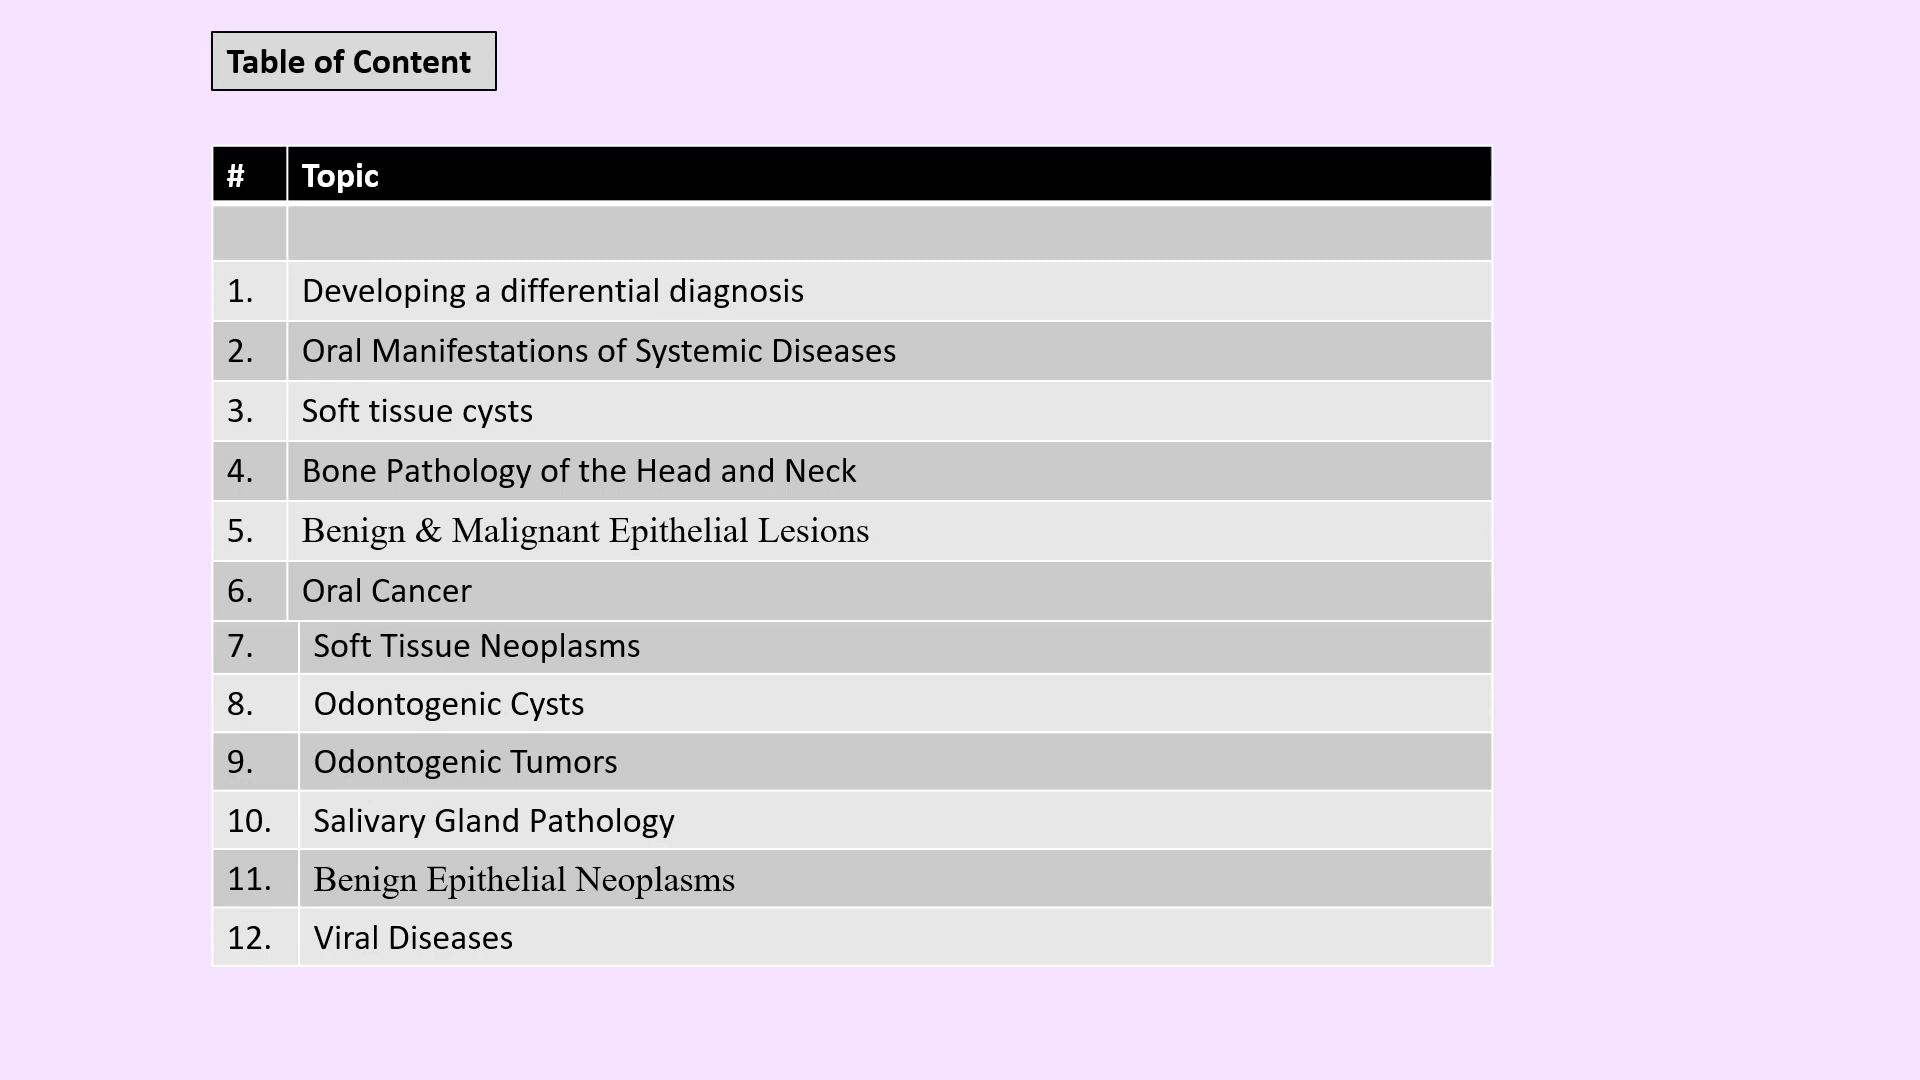 Table of Content
# Topic
1. Developing a differential diagnosis
2. Oral Manifestations of Systemic Diseases
3. Soft tissue cysts
4. Bone Pathology of the Head and Neck
5. Benign & Malignant Epithelial Lesions
6. Oral Cancer
7. Soft Tissue Neoplasms
8. Odontogenic Cysts
9. Odontogenic Tumors
10. Salivary Gland Pathology
11. Benign Epithelial Neoplasms
12. Viral Diseases